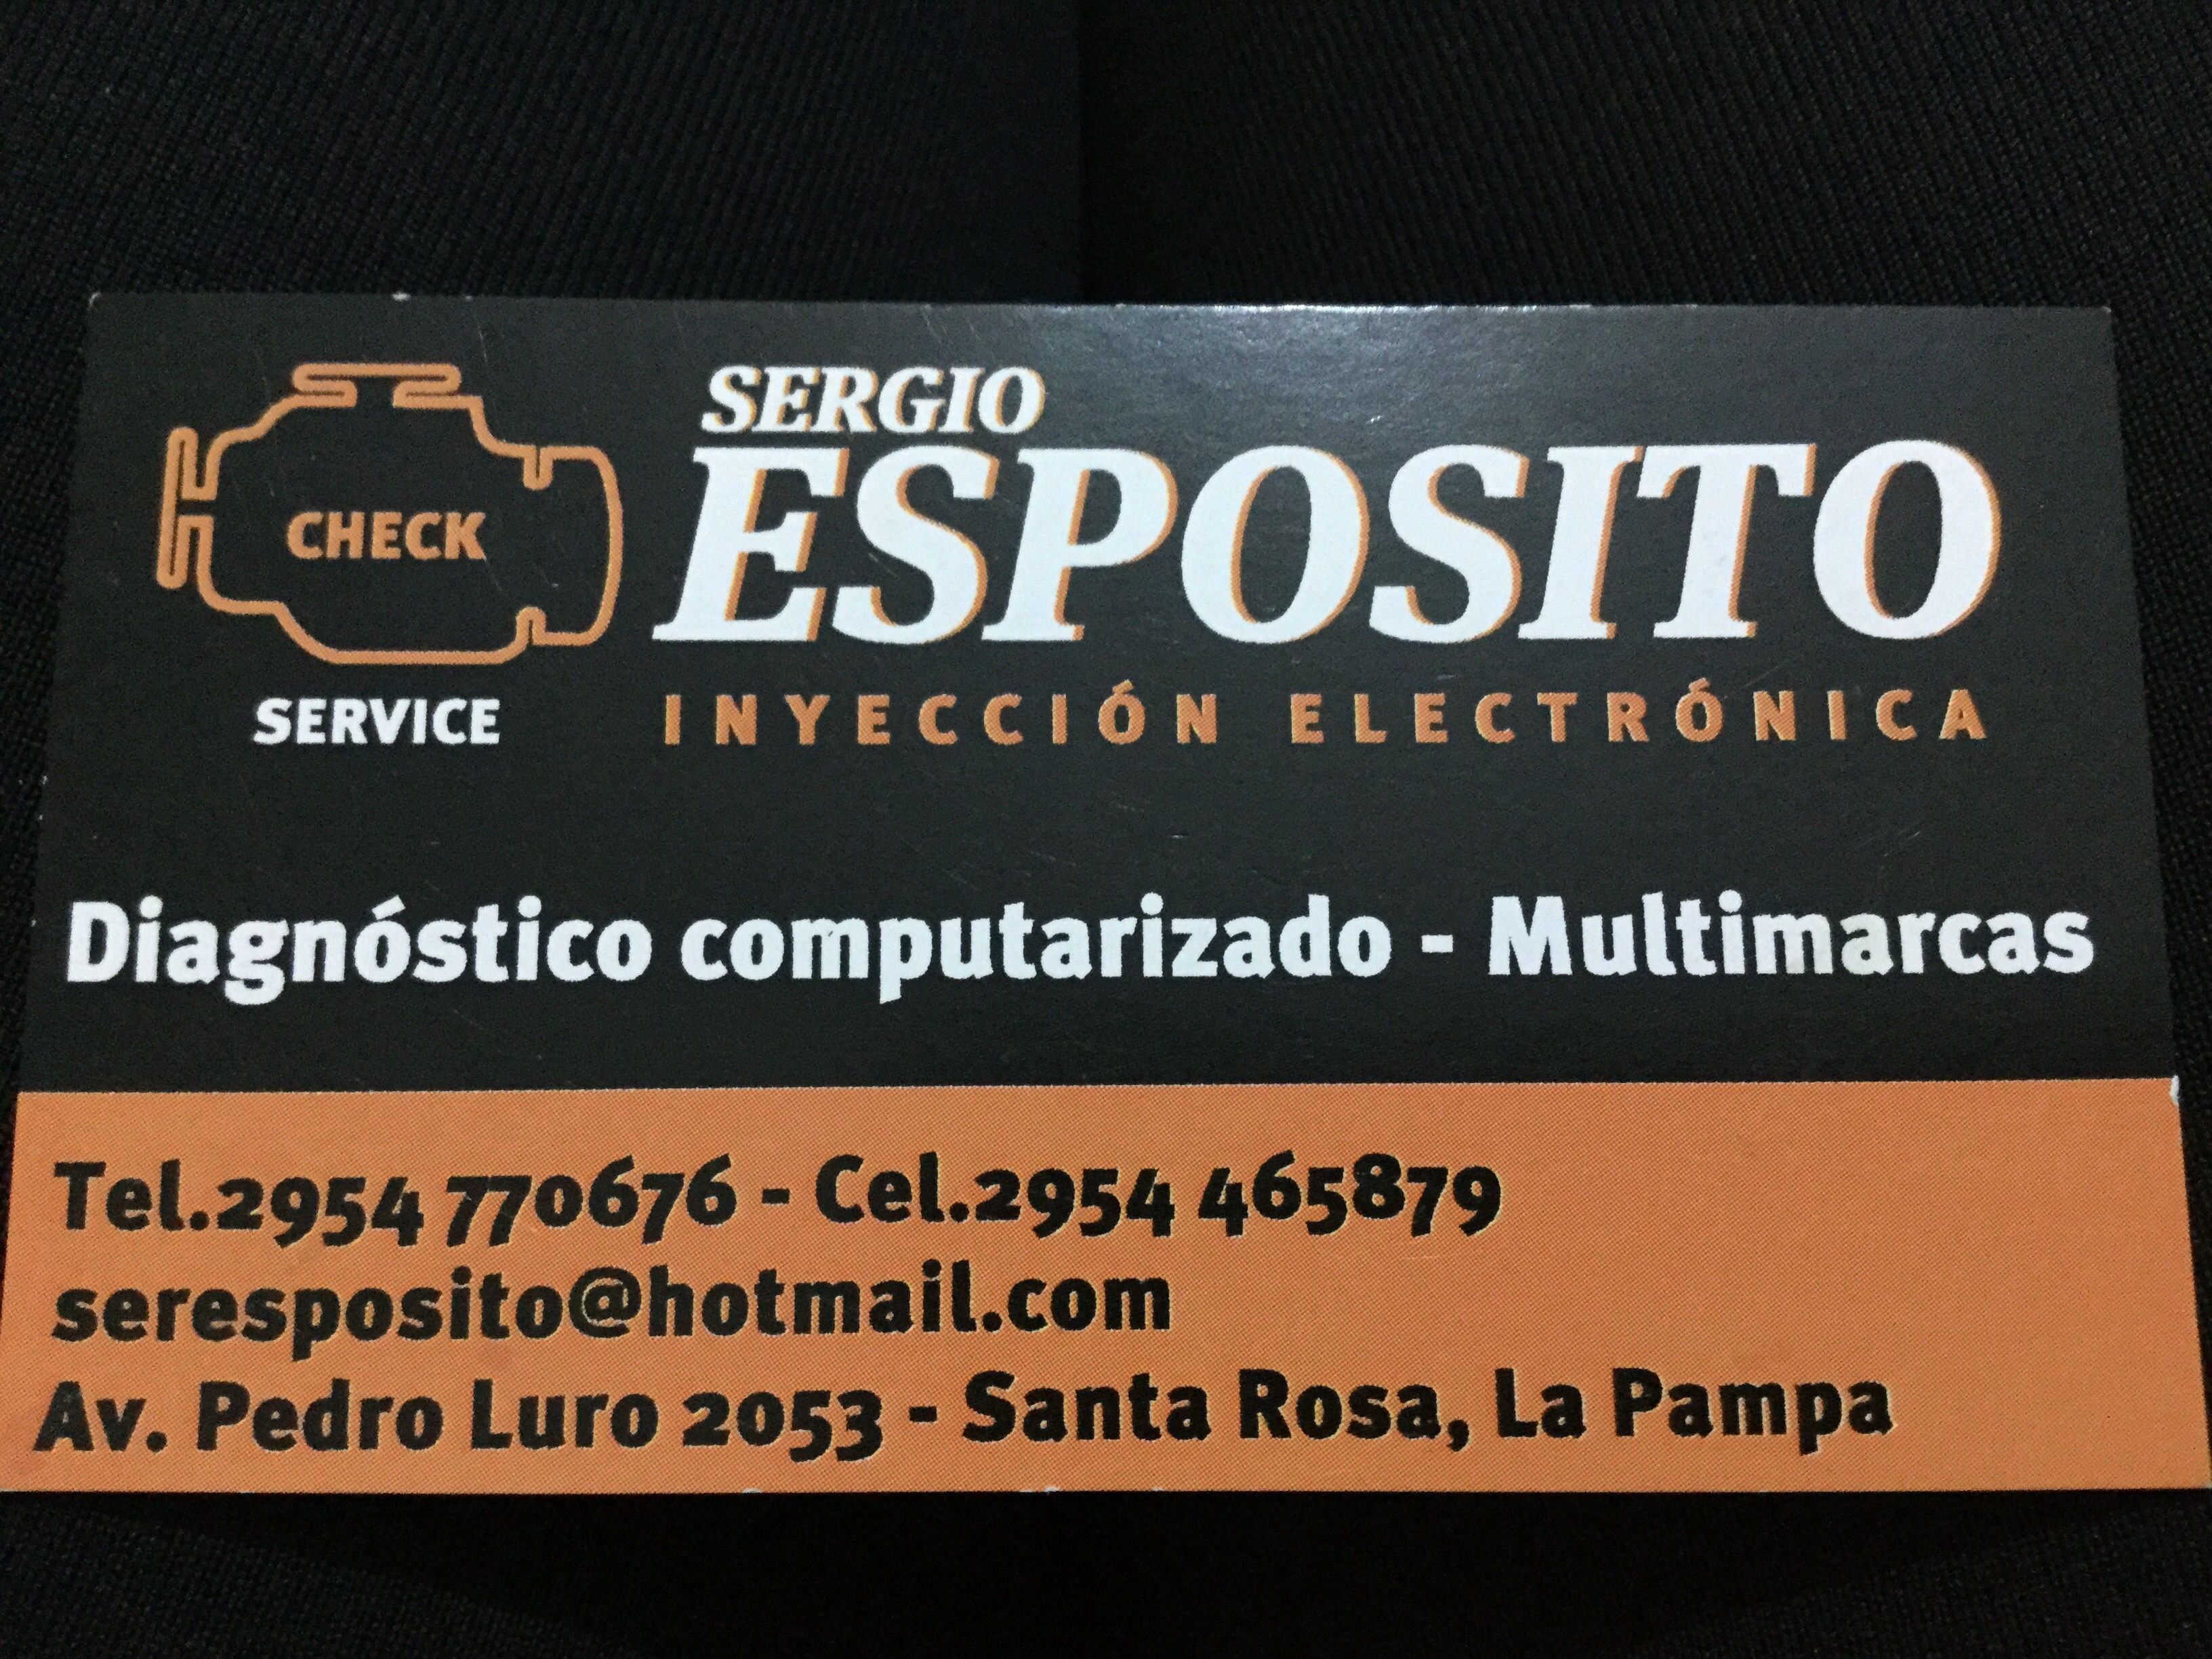 SERGIO
ESPOSITO
CHECK
SERVICE
INYECCIÓN ELECTRÓNICA
Diagnóstico computarizado - Multimarcas
Tel.2954 770676 - Cel.2954 465879
seresposito@hotmail.com
Av. Pedro Luro 2053 - Santa Rosa, La Pampa